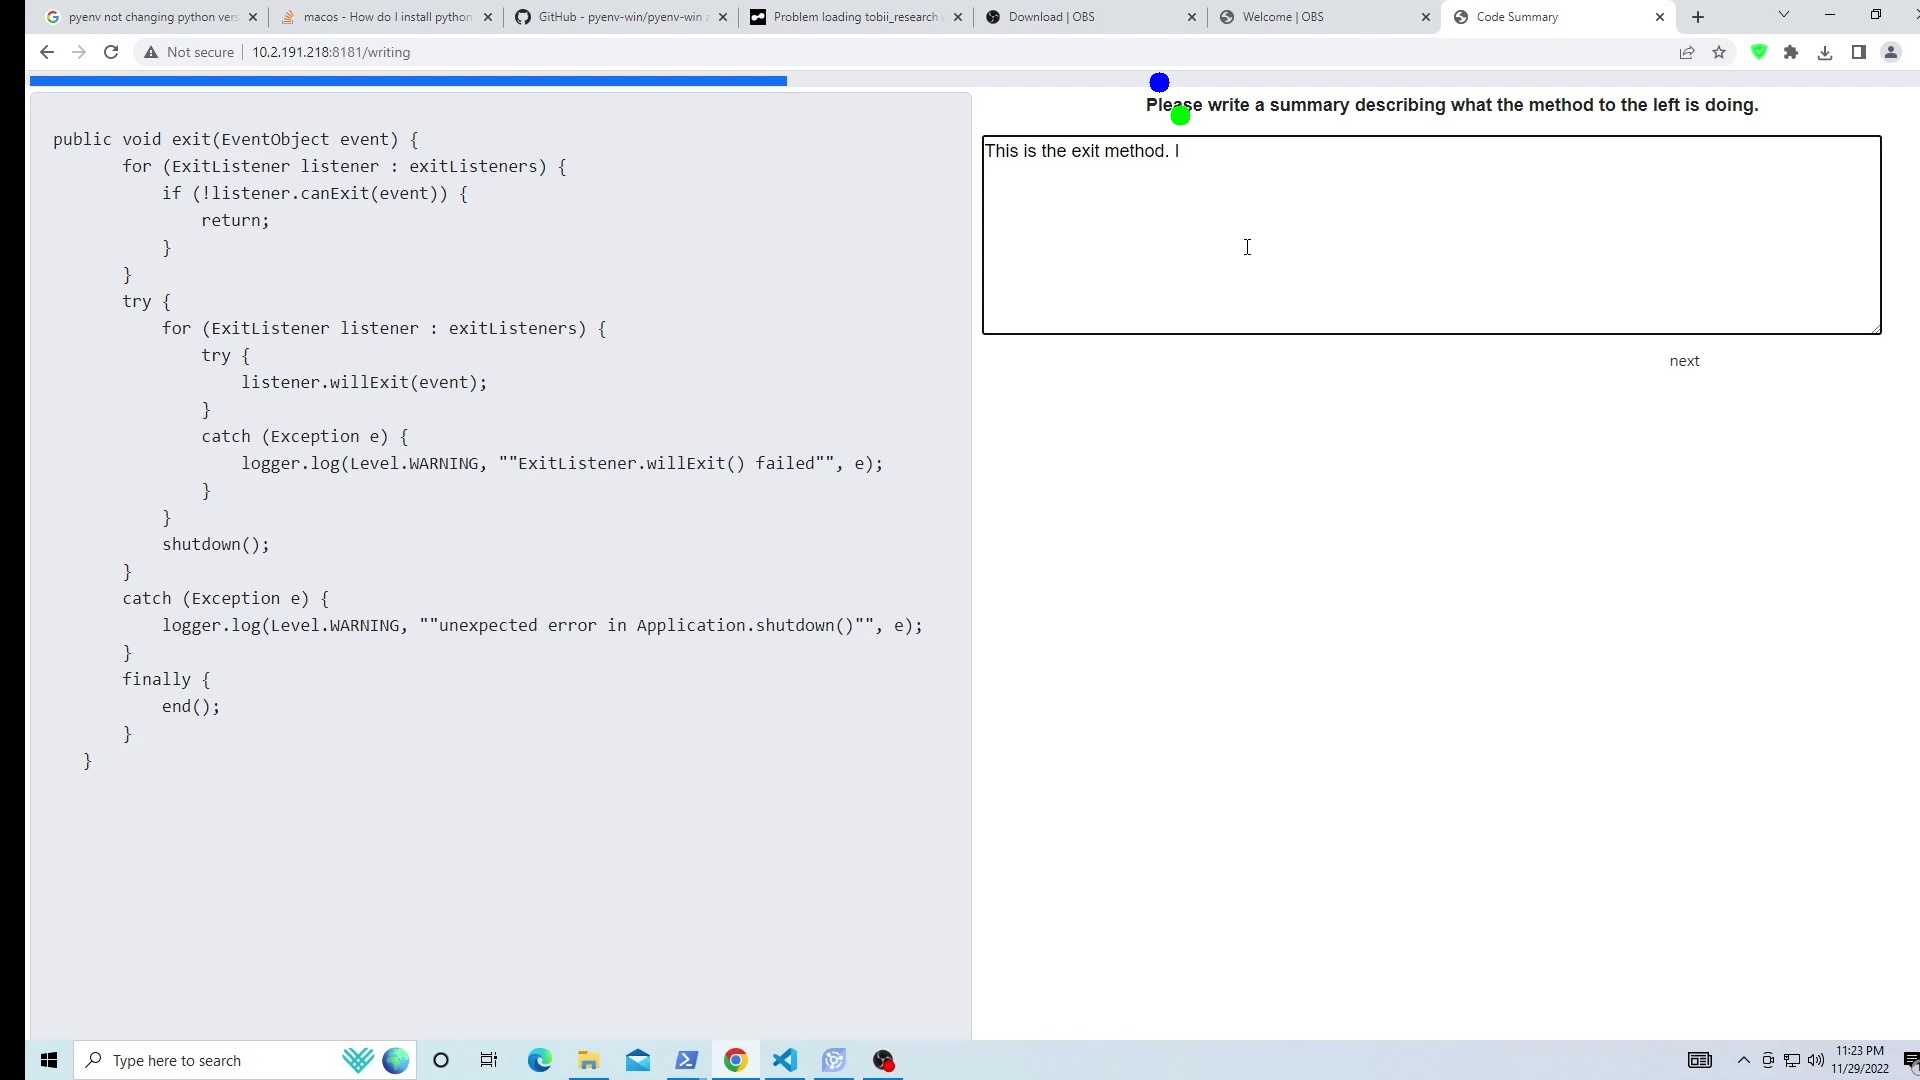 pyenv not changing python vers
macos - How do I install python
GitHub - pyenv-win/pyenv-win a
Problem loading tobii_research
Download | OBS
Welcome | OBS
Code Summary
Not secure
10.2.191.218:8181/writing
public void exit(EventObject event) {
for (ExitListener listener : exitListeners) {
if (!listener.canExit(event)) {
return;
}
}
try {
for (ExitListener listener : exitListeners) {
try {
listener.willExit(event);
}
catch (Exception e) {
logger.log(Level.WARNING, ""ExitListener.willExit() failed"", e);
}
}
shutdown();
}
catch (Exception e) {
logger.log(Level.WARNING, ""unexpected error in Application.shutdown()"", e);
}
finally {
end();
}
}
Please write a summary describing what the method to the left is doing.
This is the exit method. I
next
Type here to search
11:23 PM
11/29/2022